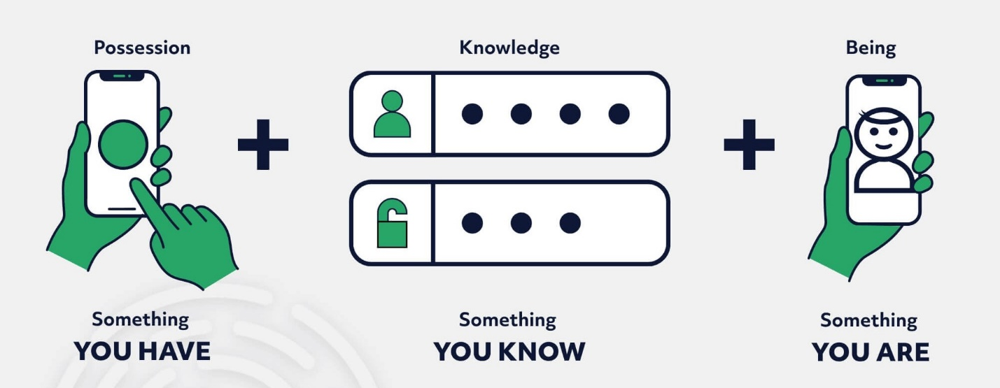 Possession
Knowledge
Being
Something
YOU HAVE
Something
YOU KNOW
Something
YOU ARE